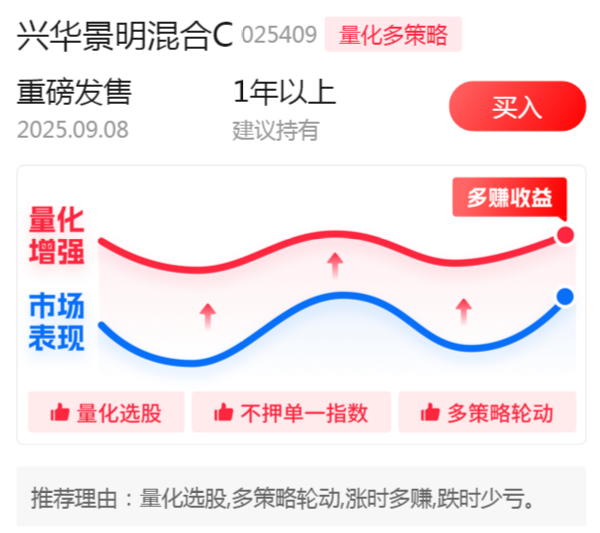 兴华景明混合C 025409 量化多策略
重磅发售 1年以上 买入
2025.09.08 建议持有
多赚收益
量化
增强
市场
表现
量化选股 不押单一指数 多策略轮动
推荐理由：量化选股,多策略轮动,涨时多赚,跌时少亏。